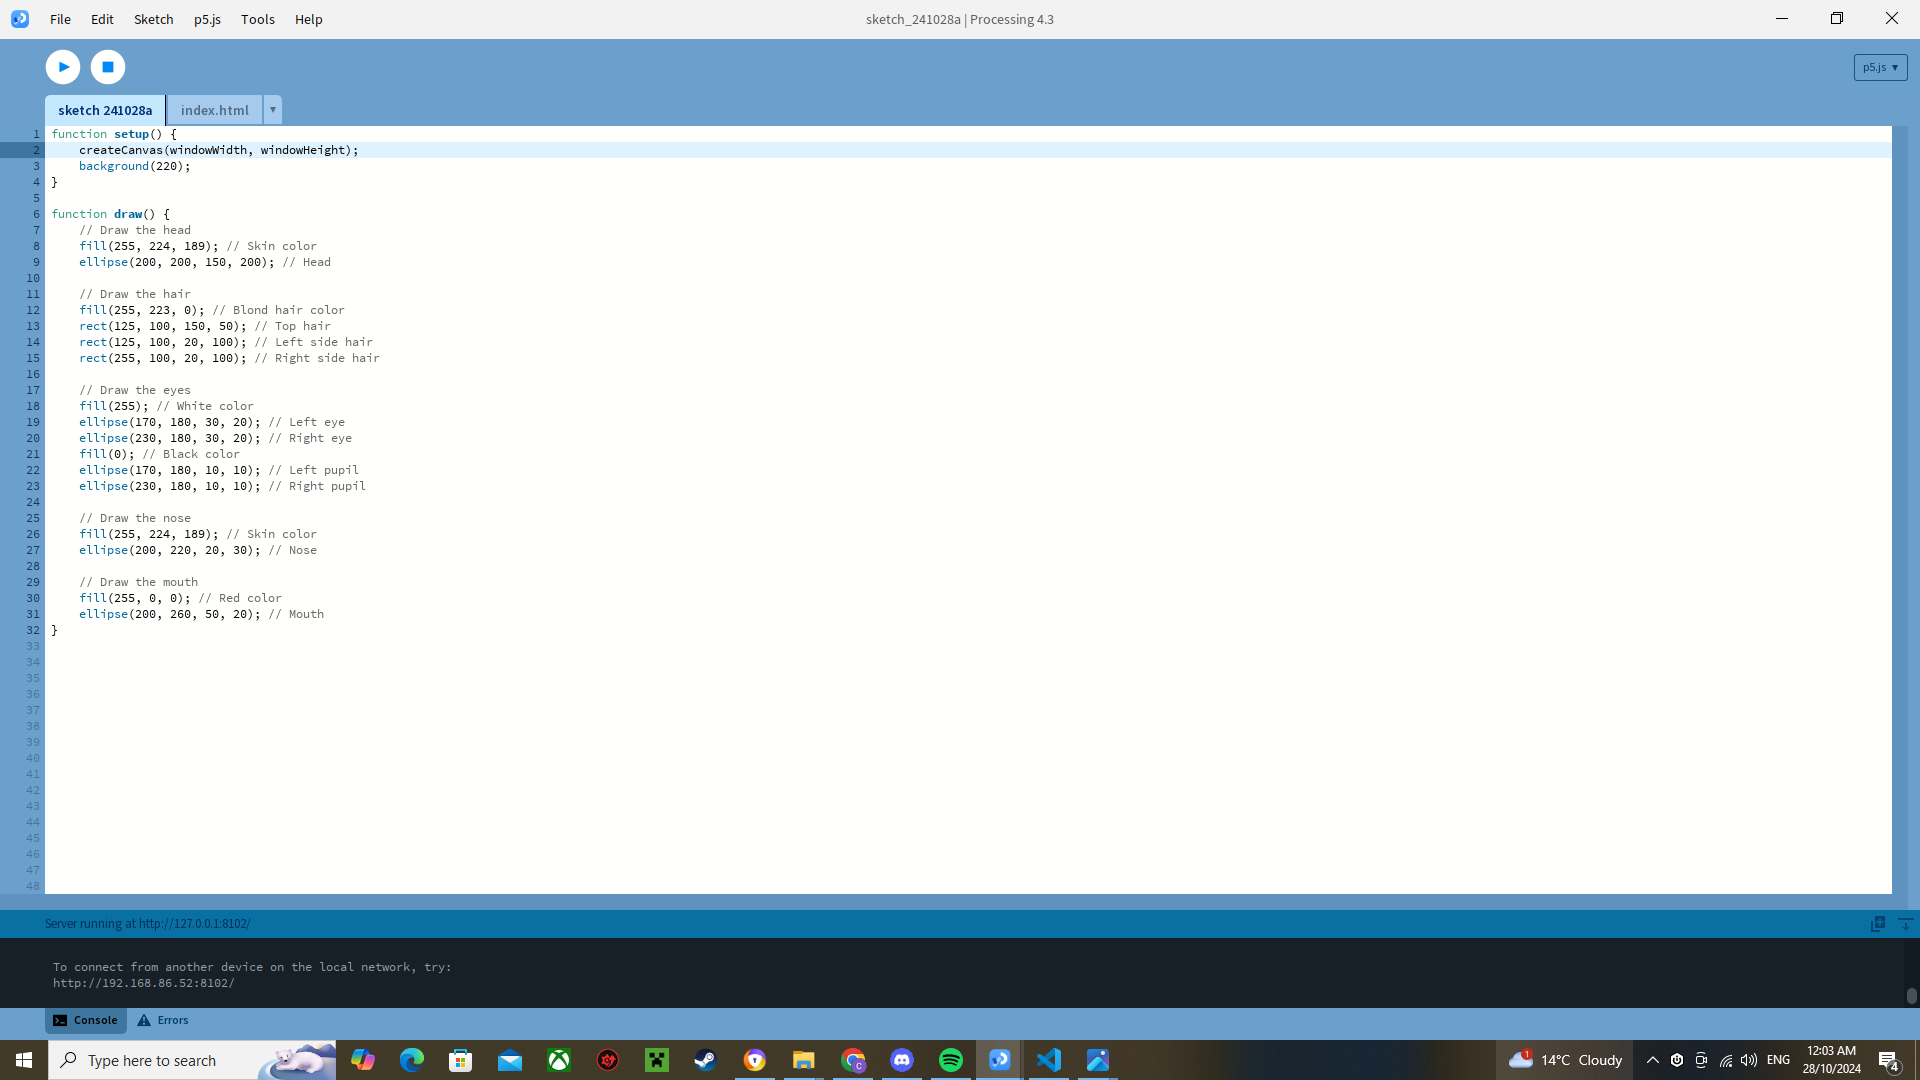 File Edit Sketch p5.js Tools Help
sketch_241028a | Processing 4.3
p5.js ▼
sketch 241028a index.html ▼
1 function setup() {
2 createCanvas(windowWidth, windowHeight);
3 background(220);
4 }
5
6 function draw() {
7 // Draw the head
8 fill(255, 224, 189); // Skin color
9 ellipse(200, 200, 150, 200); // Head
10
11 // Draw the hair
12 fill(255, 223, 0); // Blond hair color
13 rect(125, 100, 150, 50); // Top hair
14 rect(125, 100, 20, 100); // Left side hair
15 rect(255, 100, 20, 100); // Right side hair
16
17 // Draw the eyes
18 fill(255); // White color
19 ellipse(170, 180, 30, 20); // Left eye
20 ellipse(230, 180, 30, 20); // Right eye
21 fill(0); // Black color
22 ellipse(170, 180, 10, 10); // Left pupil
23 ellipse(230, 180, 10, 10); // Right pupil
24
25 // Draw the nose
26 fill(255, 224, 189); // Skin color
27 ellipse(200, 220, 20, 30); // Nose
28
29 // Draw the mouth
30 fill(255, 0, 0); // Red color
31 ellipse(200, 260, 50, 20); // Mouth
32 }
33
34
35
36
37
38
39
40
41
42
43
44
45
46
47
48
Server running at http://127.0.0.1:8102/
To connect from another device on the local network, try:
http://192.168.86.52:8102/
Console Errors
Type here to search
C
1
14°C Cloudy
ENG
12:03 AM
28/10/2024
4